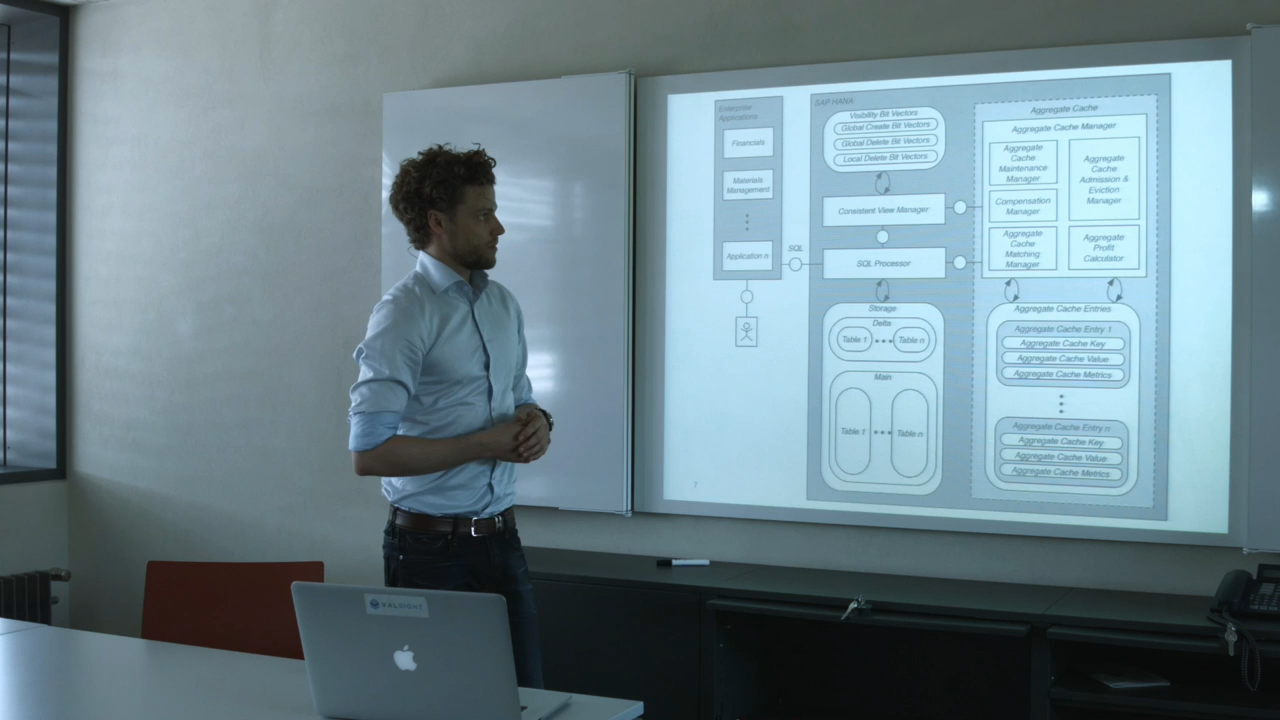 Enterprise
Applications
Financials
Materials
Management
Application n
SQL
SAP HANA
Visibility Bit Vectors
Global Create Bit Vectors
Global Delete Bit Vectors
Local Delete Bit Vectors
Consistent View Manager
SQL Processor
Storage
Delta
Table 1
Table n
Main
Table 1
Table n
Aggregate Cache
Aggregate Cache Manager
Aggregate
Cache
Maintenance
Manager
Compensation
Manager
Aggregate
Cache
Matching
Manager
Aggregate
Cache
Admission &
Eviction
Manager
Aggregate
Profit
Calculator
Aggregate Cache Entries
Aggregate Cache Entry 1
Aggregate Cache Key
Aggregate Cache Value
Aggregate Cache Metrics
Aggregate Cache Entry n
Aggregate Cache Key
Aggregate Cache Value
Aggregate Cache Metrics
7
VALSIGHT